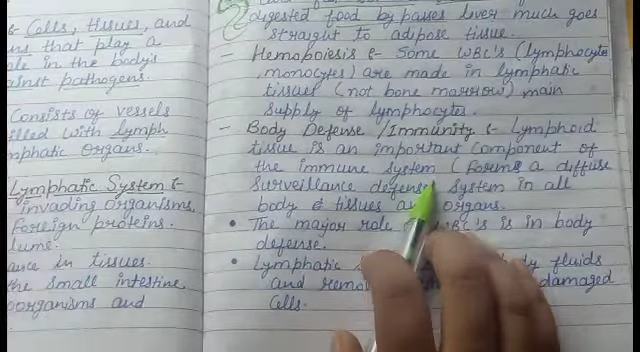 & Cells, tissues, and
ns that play a
le in the body's
ainst pathogens.
Consists of vessels
illed with lymph
mphatic Organs.
Lymphatic System :-
invading organisms
foreign proteins.
lume.
ance in tissues.
the small intestine
oorganisms and
digested food by passes liver much goes
straight to adipose tissue.
- Hemopoiesis :- Some WBC's (lymphocytes
monocytes) are made in lymphatic
tissues (not bone marrow) main
supply of lymphocytes.
- Body Defense / Immunity :- Lymphoid
tissue is an important component of
the immune system (forms a diffuse
surveillance defense system in all
body & tissues organs.
• The major role WBC's is in body
defense.
• Lymphatic fluids
and damaged
Cells.